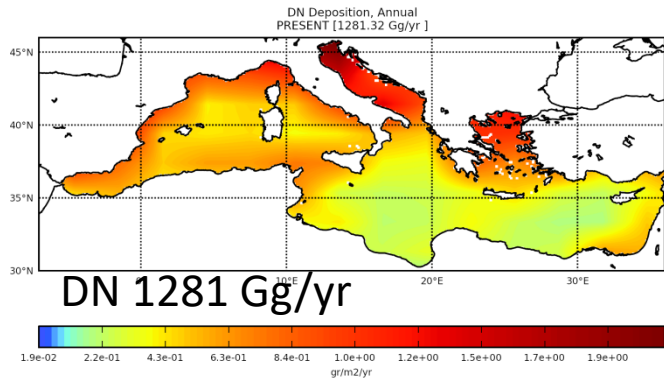 DN Deposition, Annual
PRESENT [1281.32 Gg/yr ]
45°N
40°N
35°N
30°N
10°E 20°E 30°E
DN 1281 Gg/yr
1.9e-02 2.2e-01 4.3e-01 6.3e-01 8.4e-01 1.0e+00 1.2e+00 1.5e+00 1.7e+00 1.9e+00
gr/m2/yr